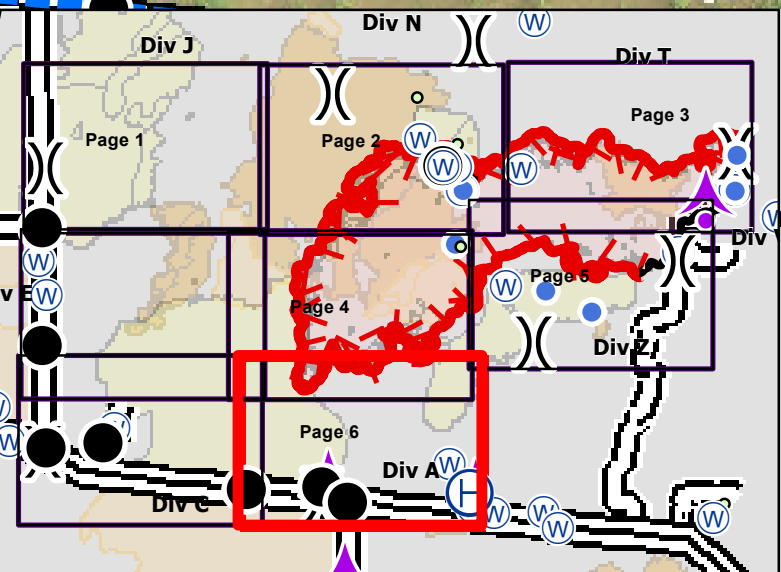 Div N
W
Div J
Div T
Page 3
Page 1
Page 2
W
W
W
W
Div
W
v E
W
Page 5
W
Page 4
Div Z
W
W
W
Page 6
Div A
W
H
Div C
W
W
W
W